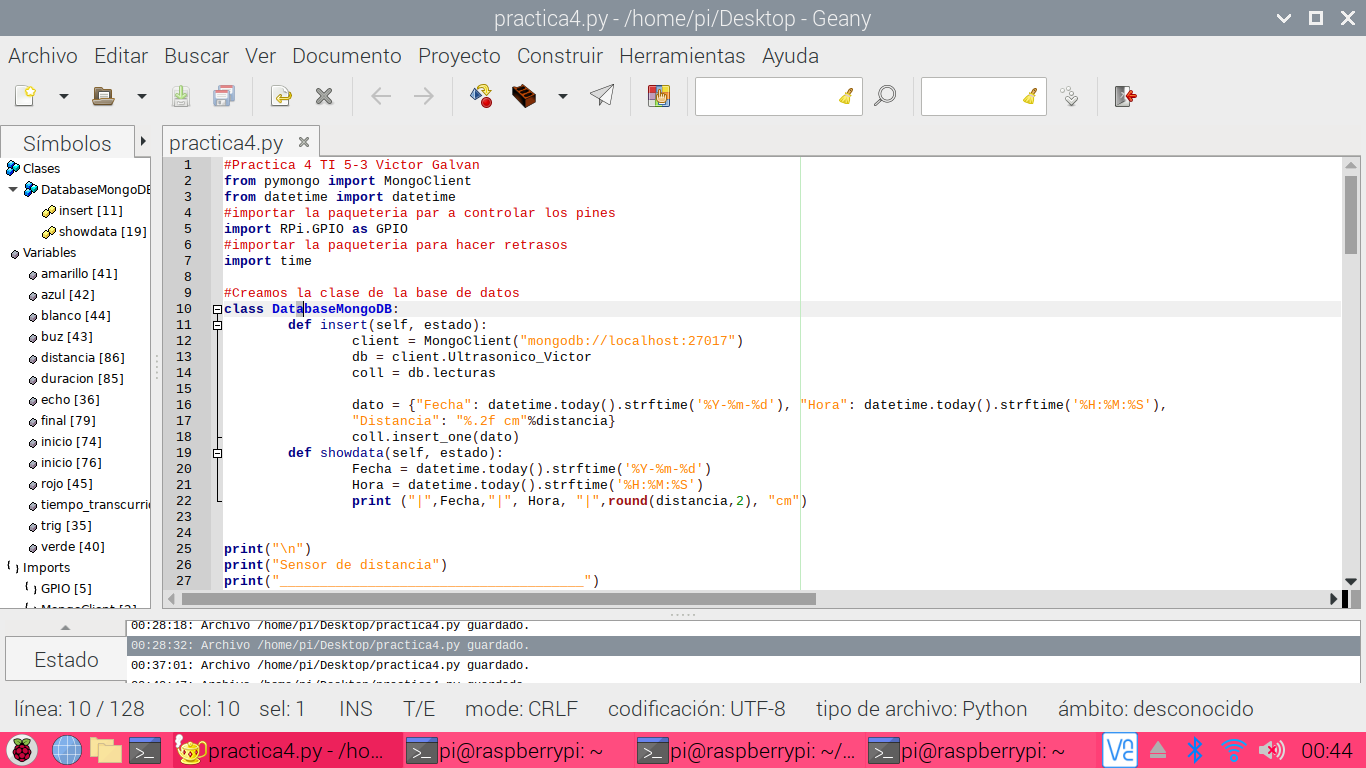 practica4.py - /home/pi/Desktop - Geany
Archivo Editar Buscar Ver Documento Proyecto Construir Herramientas Ayuda
Símbolos
Clases
DatabaseMongoDB
insert [11]
showdata [19]
Variables
amarillo [41]
azul [42]
blanco [44]
buz [43]
distancia [86]
duracion [85]
echo [36]
final [79]
inicio [74]
inicio [76]
rojo [45]
tiempo_transcurri
trig [35]
verde [40]
Imports
GPIO [5]
MongoClient [2]
practica4.py
1 #Practica 4 TI 5-3 Victor Galvan
2 from pymongo import MongoClient
3 from datetime import datetime
4 #importar la paqueteria par a controlar los pines
5 import RPi.GPIO as GPIO
6 #importar la paqueteria para hacer retrasos
7 import time
8
9 #Creamos la clase de la base de datos
10 class DatabaseMongoDB:
11 def insert(self, estado):
12 client = MongoClient("mongodb://localhost:27017")
13 db = client.Ultrasonico_Victor
14 coll = db.lecturas
15
16 dato = {"Fecha": datetime.today().strftime('%Y-%m-%d'), "Hora": datetime.today().strftime('%H:%M:%S'),
17 "Distancia": "%.2f cm"%distancia}
18 coll.insert_one(dato)
19 def showdata(self, estado):
20 Fecha = datetime.today().strftime('%Y-%m-%d')
21 Hora = datetime.today().strftime('%H:%M:%S')
22 print ("|",Fecha,"|", Hora, "|",round(distancia,2), "cm")
23
24
25 print("\n")
26 print("Sensor de distancia")
27 print("______________________________________")
Estado
00:28:18: Archivo /home/pi/Desktop/practica4.py guardado.
00:28:32: Archivo /home/pi/Desktop/practica4.py guardado.
00:37:01: Archivo /home/pi/Desktop/practica4.py guardado.
línea: 10 / 128 col: 10 sel: 1 INS T/E modo: CRLF codificación: UTF-8 tipo de archivo: Python ámbito: desconocido
practica4.py - /ho... pi@raspberrypi: ~ pi@raspberrypi: ~/... pi@raspberrypi: ~ 00:44